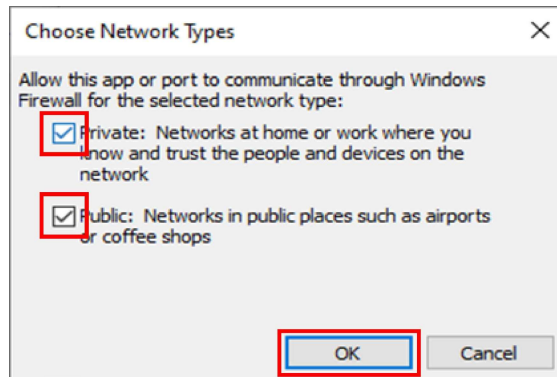 Choose Network Types
Allow this app or port to communicate through Windows
Firewall for the selected network type:
Private: Networks at home or work where you
know and trust the people and devices on the
network
Public: Networks in public places such as airports
or coffee shops
OK
Cancel